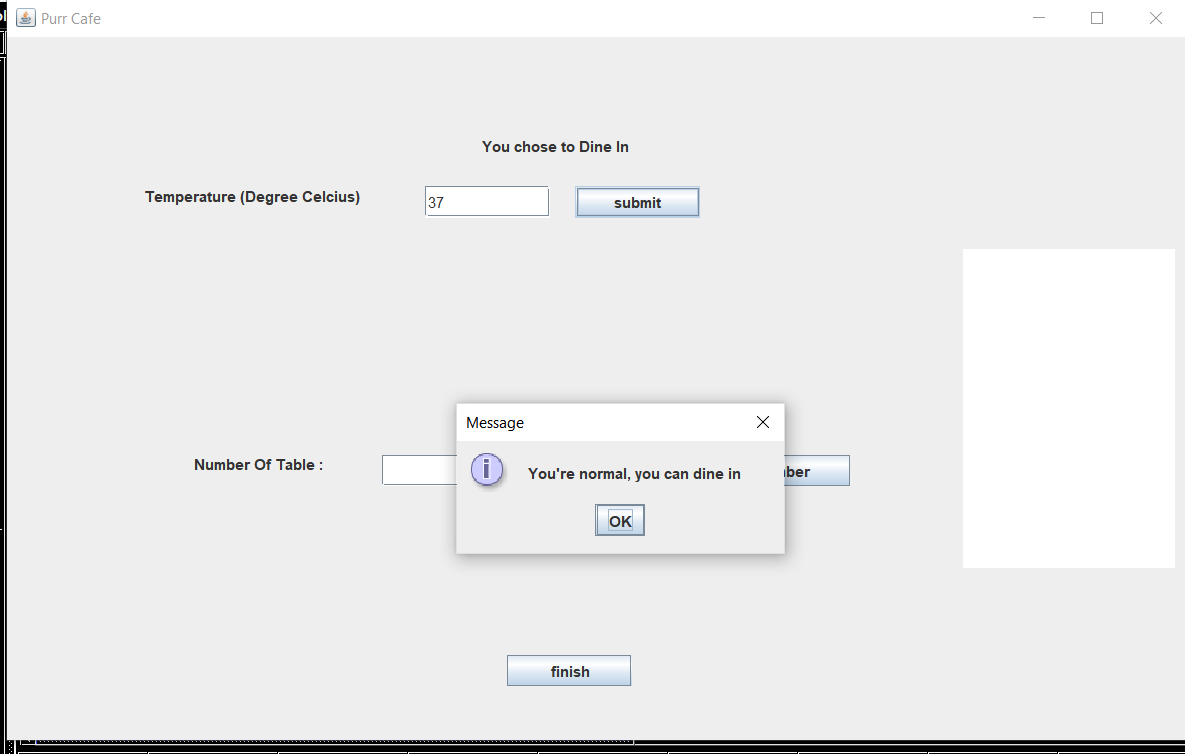 Purr Cafe
You chose to Dine In
Temperature (Degree Celcius)
37
submit
Message
Number Of Table :
You're normal, you can dine in
OK
finish